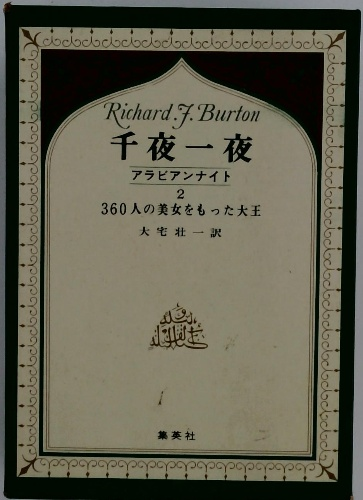 Richard. F. Burton
千夜一夜
アラビアンナイト
2
360人の美女をもった大王
大宅壮一訳
集英社